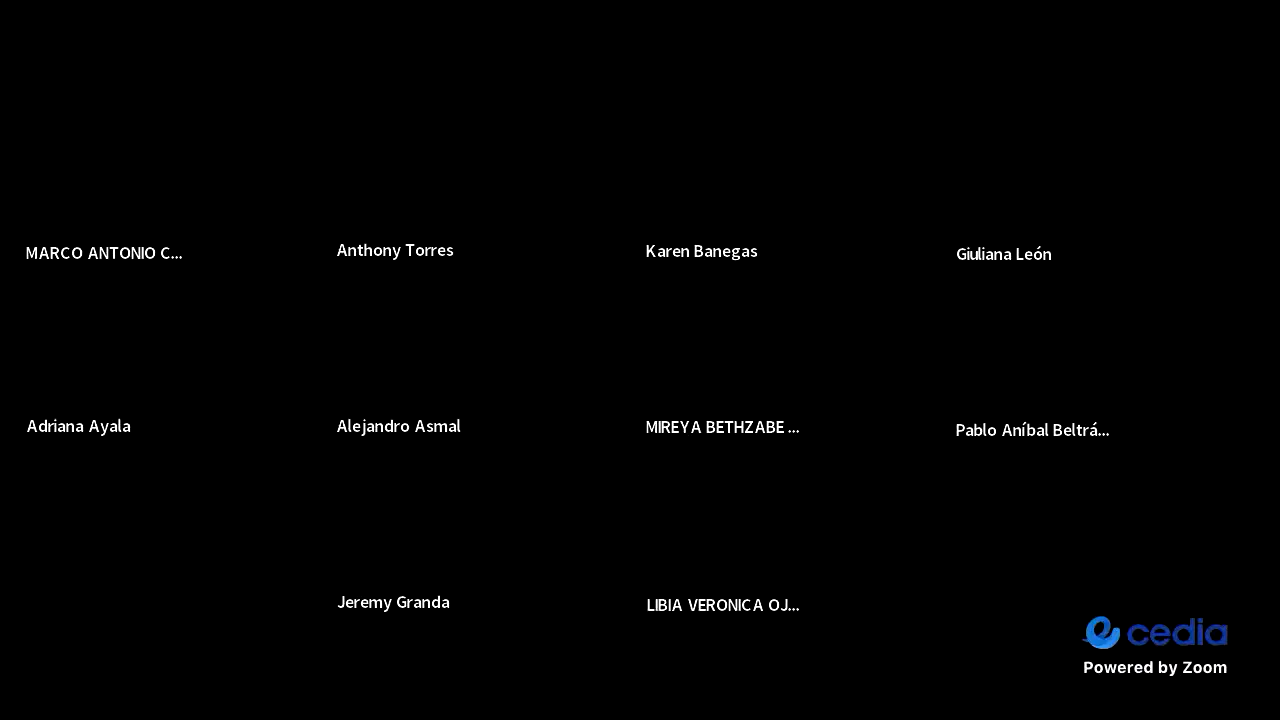 MARCO ANTONIO C...
Anthony Torres
Karen Banegas
Giuliana León
Adriana Ayala
Alejandro Asmal
MIREYA BETHZABE ...
Pablo Aníbal Beltrá...
Jeremy Granda
LIBIA VERONICA OJ...
cedia
Powered by Zoom